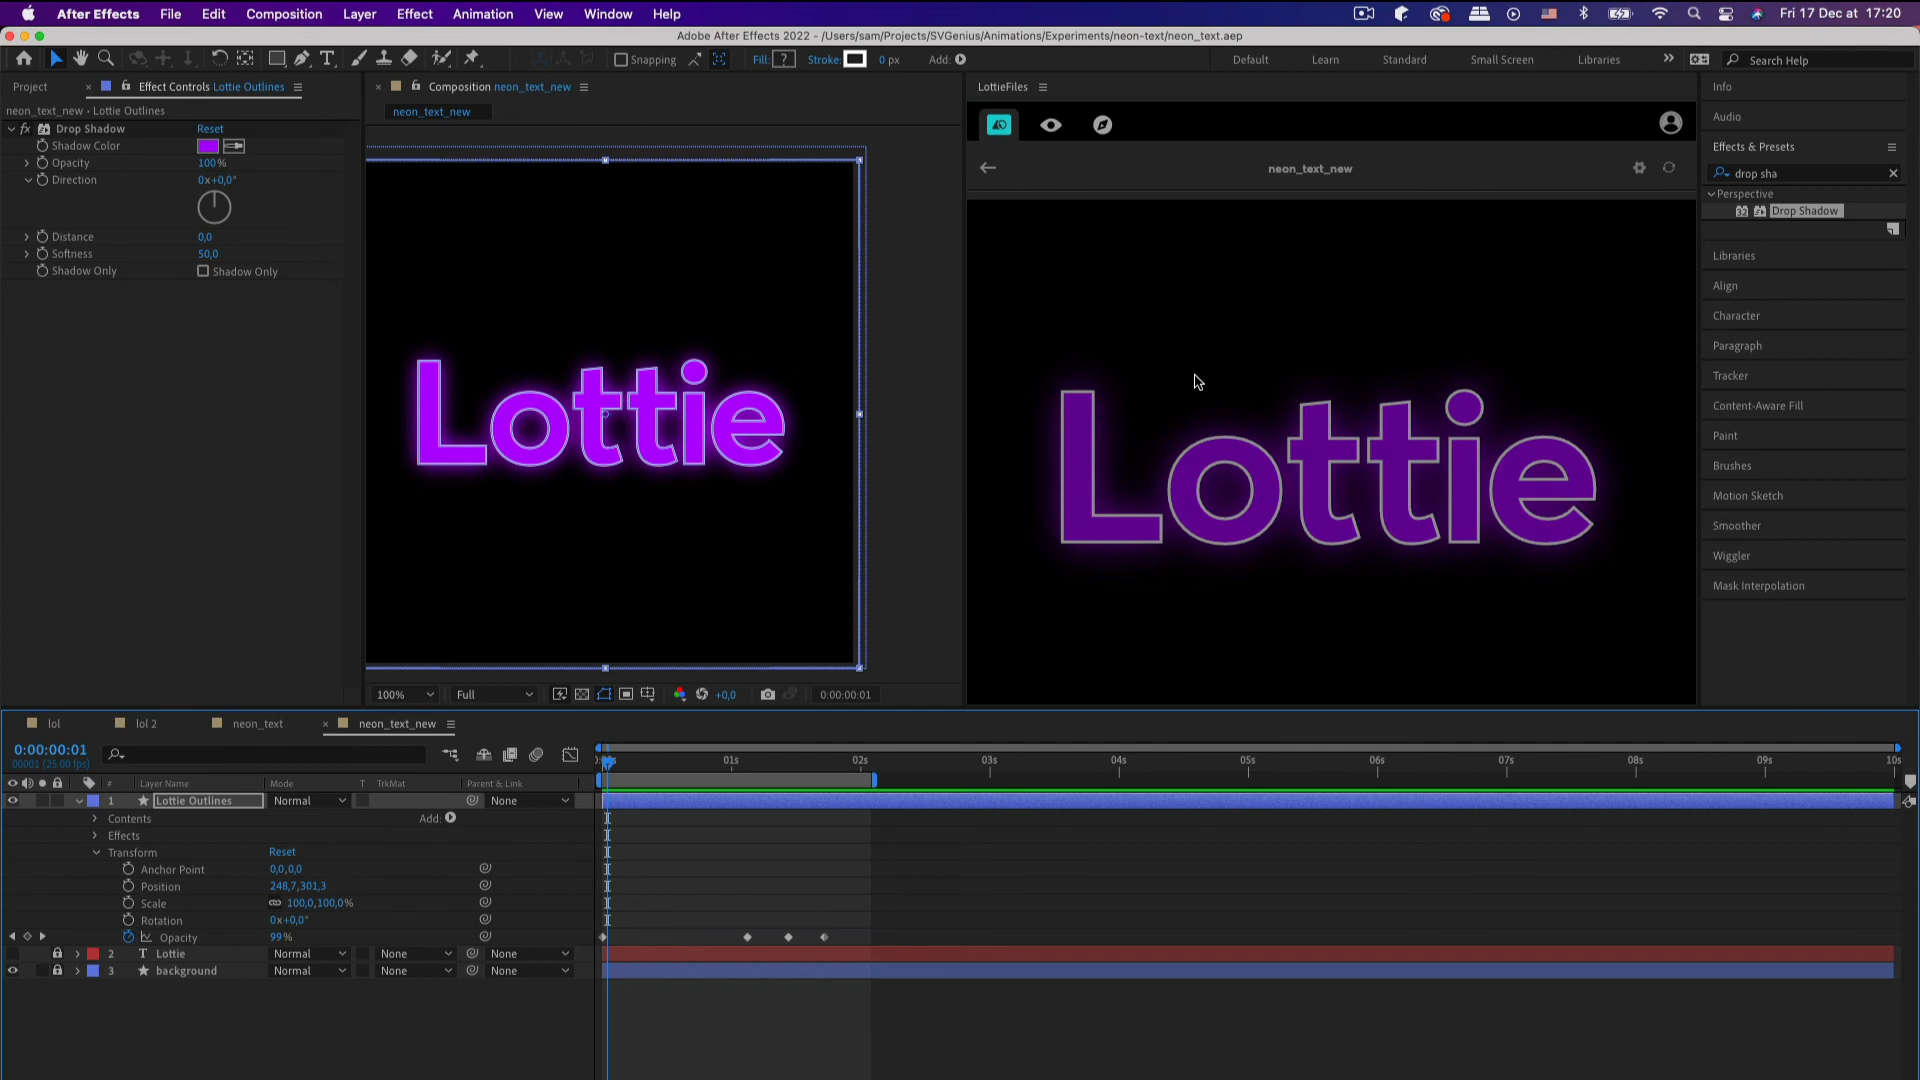 After Effects File Edit Composition Layer Effect Animation View Window Help Fri 17 Dec at 17:20
Adobe After Effects 2022 - /Users/sam/Projects/SVGenius/Animations/Experiments/neon-text/neon_text.aep
Snapping Fill: ? Stroke: 0 px Add: Default Learn Standard Small Screen Libraries Search Help
Project Effect Controls Lottie Outlines
neon_text_new • Lottie Outlines
fx Drop Shadow Reset
Shadow Color
Opacity 100%
Direction 0x+0,0°
Distance 0,0
Softness 50,0
Shadow Only Shadow Only
Composition neon_text_new
neon_text_new
Lottie
100% Full +0,0 0:00:00:01
LottieFiles
neon_text_new
Lottie
Info
Audio
Effects & Presets
drop sha
Perspective
32 Drop Shadow
Libraries
Align
Character
Paragraph
Tracker
Content-Aware Fill
Paint
Brushes
Motion Sketch
Smoother
Wiggler
Mask Interpolation
lol lol 2 neon_text neon_text_new
0:00:00:01
00001 (25.00 fps)
01s 02s 03s 04s 05s 06s 07s 08s 09s 10s
# Layer Name Mode T TrkMat Parent & Link
1 Lottie Outlines Normal None
Contents Add:
Effects
Transform Reset
Anchor Point 0,0,0,0
Position 248,7,301,3
Scale 100,0,100,0%
Rotation 0x+0,0°
Opacity 99%
2 T Lottie Normal None None
3 background Normal None None